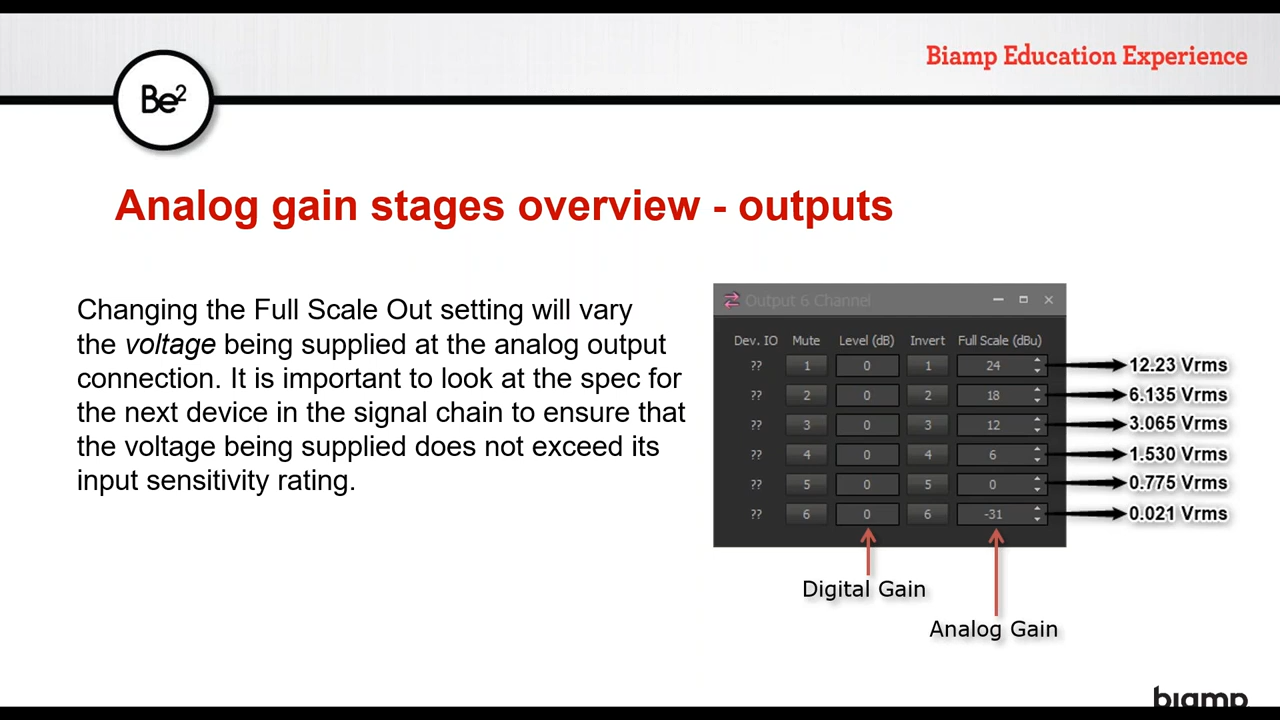 Biamp Education Experience
Be²
Analog gain stages overview - outputs
Changing the Full Scale Out setting will vary
the voltage being supplied at the analog output
connection. It is important to look at the spec for
the next device in the signal chain to ensure that
the voltage being supplied does not exceed its
input sensitivity rating.
Output 6 Channel
Dev. IO Mute Level (dB) Invert Full Scale (dBu)
?? 1 0 1 24 12.23 Vrms
?? 2 0 2 18 6.135 Vrms
?? 3 0 3 12 3.065 Vrms
?? 4 0 4 6 1.530 Vrms
?? 5 0 5 0 0.775 Vrms
?? 6 0 6 -31 0.021 Vrms
Digital Gain
Analog Gain
biamp